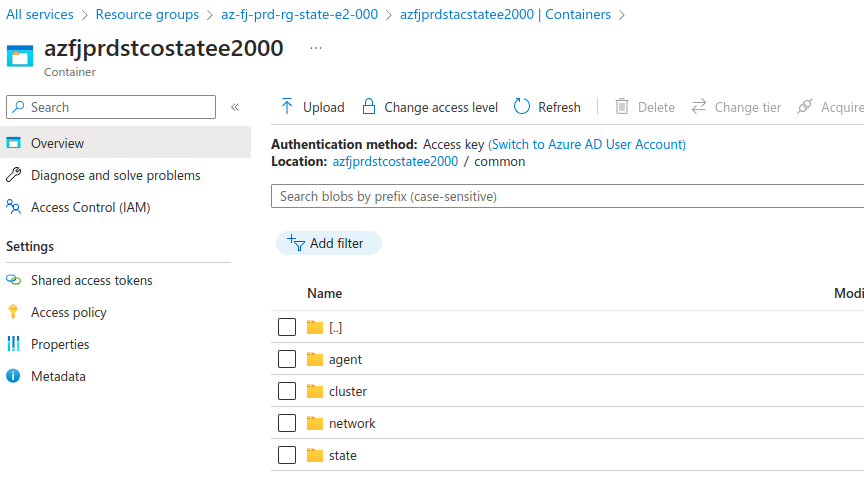 All services > Resource groups > az-fj-prd-rg-state-e2-000 > azfjprdstacstatee2000 | Containers >
azfjprdstcostatee2000 ...
Container
Search «
Upload Change access level Refresh Delete Change tier Acquire
Overview
Diagnose and solve problems
Access Control (IAM)
Settings
Shared access tokens
Access policy
Properties
Metadata
Authentication method: Access key (Switch to Azure AD User Account)
Location: azfjprdstcostatee2000 / common
Search blobs by prefix (case-sensitive)
Add filter
Name Modi
[..]
agent
cluster
network
state